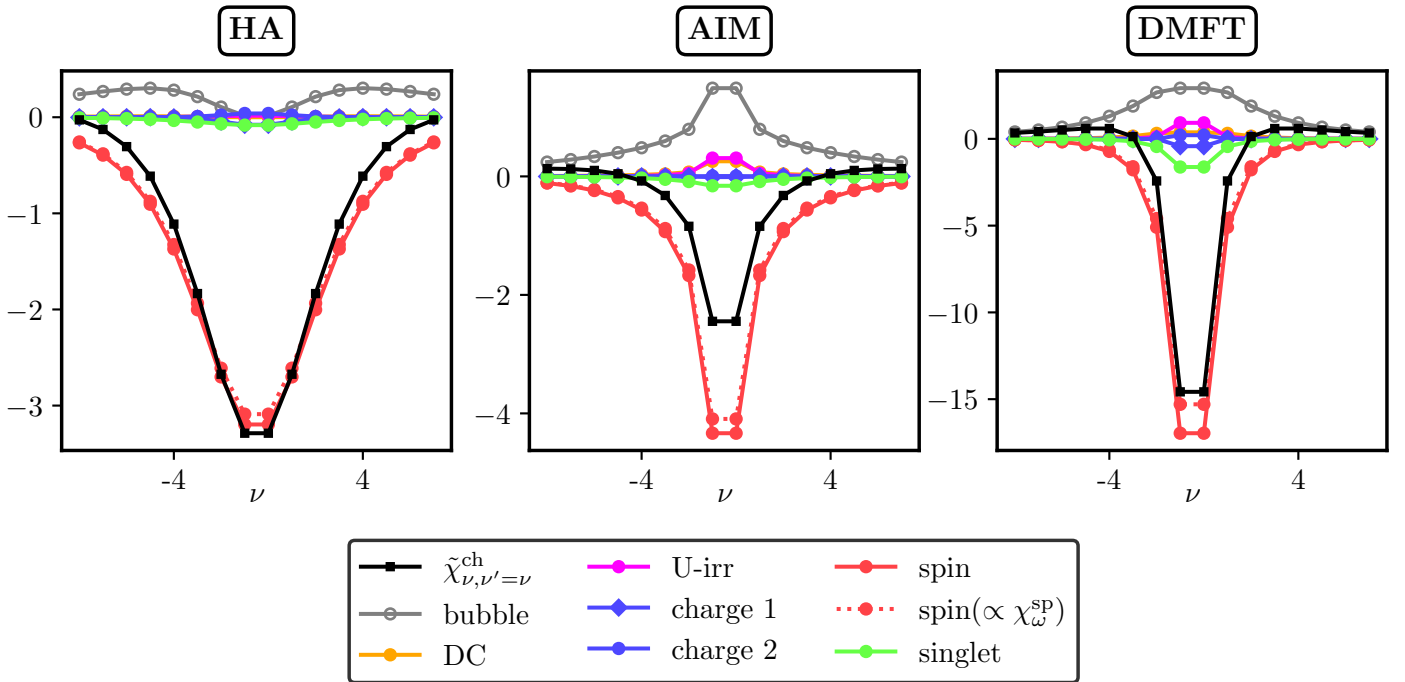 HA AIM DMFT
0 0 0
−1 −2 −5
−2 −4 −10
−3 −15
-4 4 -4 4 -4 4
ν ν ν
χ̃^ch_ν,ν′=ν U-irr spin
bubble charge 1 spin(∝ χ^sp_ω)
DC charge 2 singlet